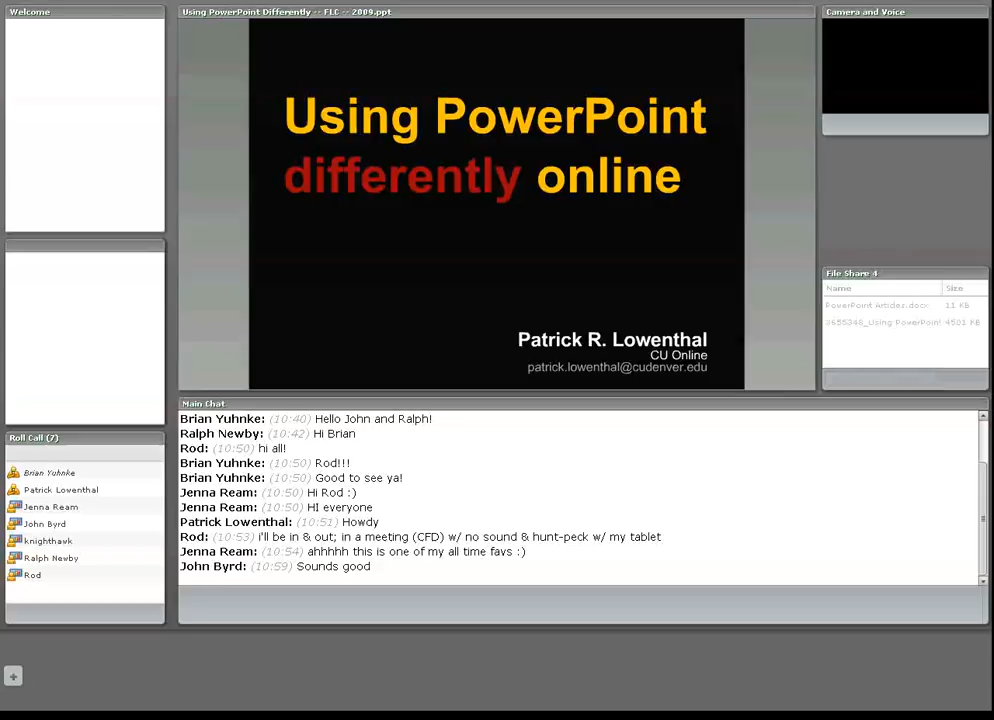 Welcome
Using PowerPoint Differently -- FLC -- 2009.ppt
Camera and Voice
Using PowerPoint
differently online
Patrick R. Lowenthal
CU Online
patrick.lowenthal@cudenver.edu
File Share 4
Name Size
PowerPoint Articles.docx 11 KB
3655348_Using PowerPoint 4501 KB
Main Chat
Brian Yuhnke: (10:40) Hello John and Ralph!
Ralph Newby: (10:42) Hi Brian
Rod: (10:50) hi all!
Brian Yuhnke: (10:50) Rod!!!
Brian Yuhnke: (10:50) Good to see ya!
Jenna Ream: (10:50) Hi Rod :)
Jenna Ream: (10:50) HI everyone
Patrick Lowenthal: (10:51) Howdy
Rod: (10:53) i'll be in & out; in a meeting (CFD) w/ no sound & hunt-peck w/ my tablet
Jenna Ream: (10:54) ahhhhh this is one of my all time favs :)
John Byrd: (10:59) Sounds good
Roll Call (7)
Brian Yuhnke
Patrick Lowenthal
Jenna Ream
John Byrd
knighthawk
Ralph Newby
Rod